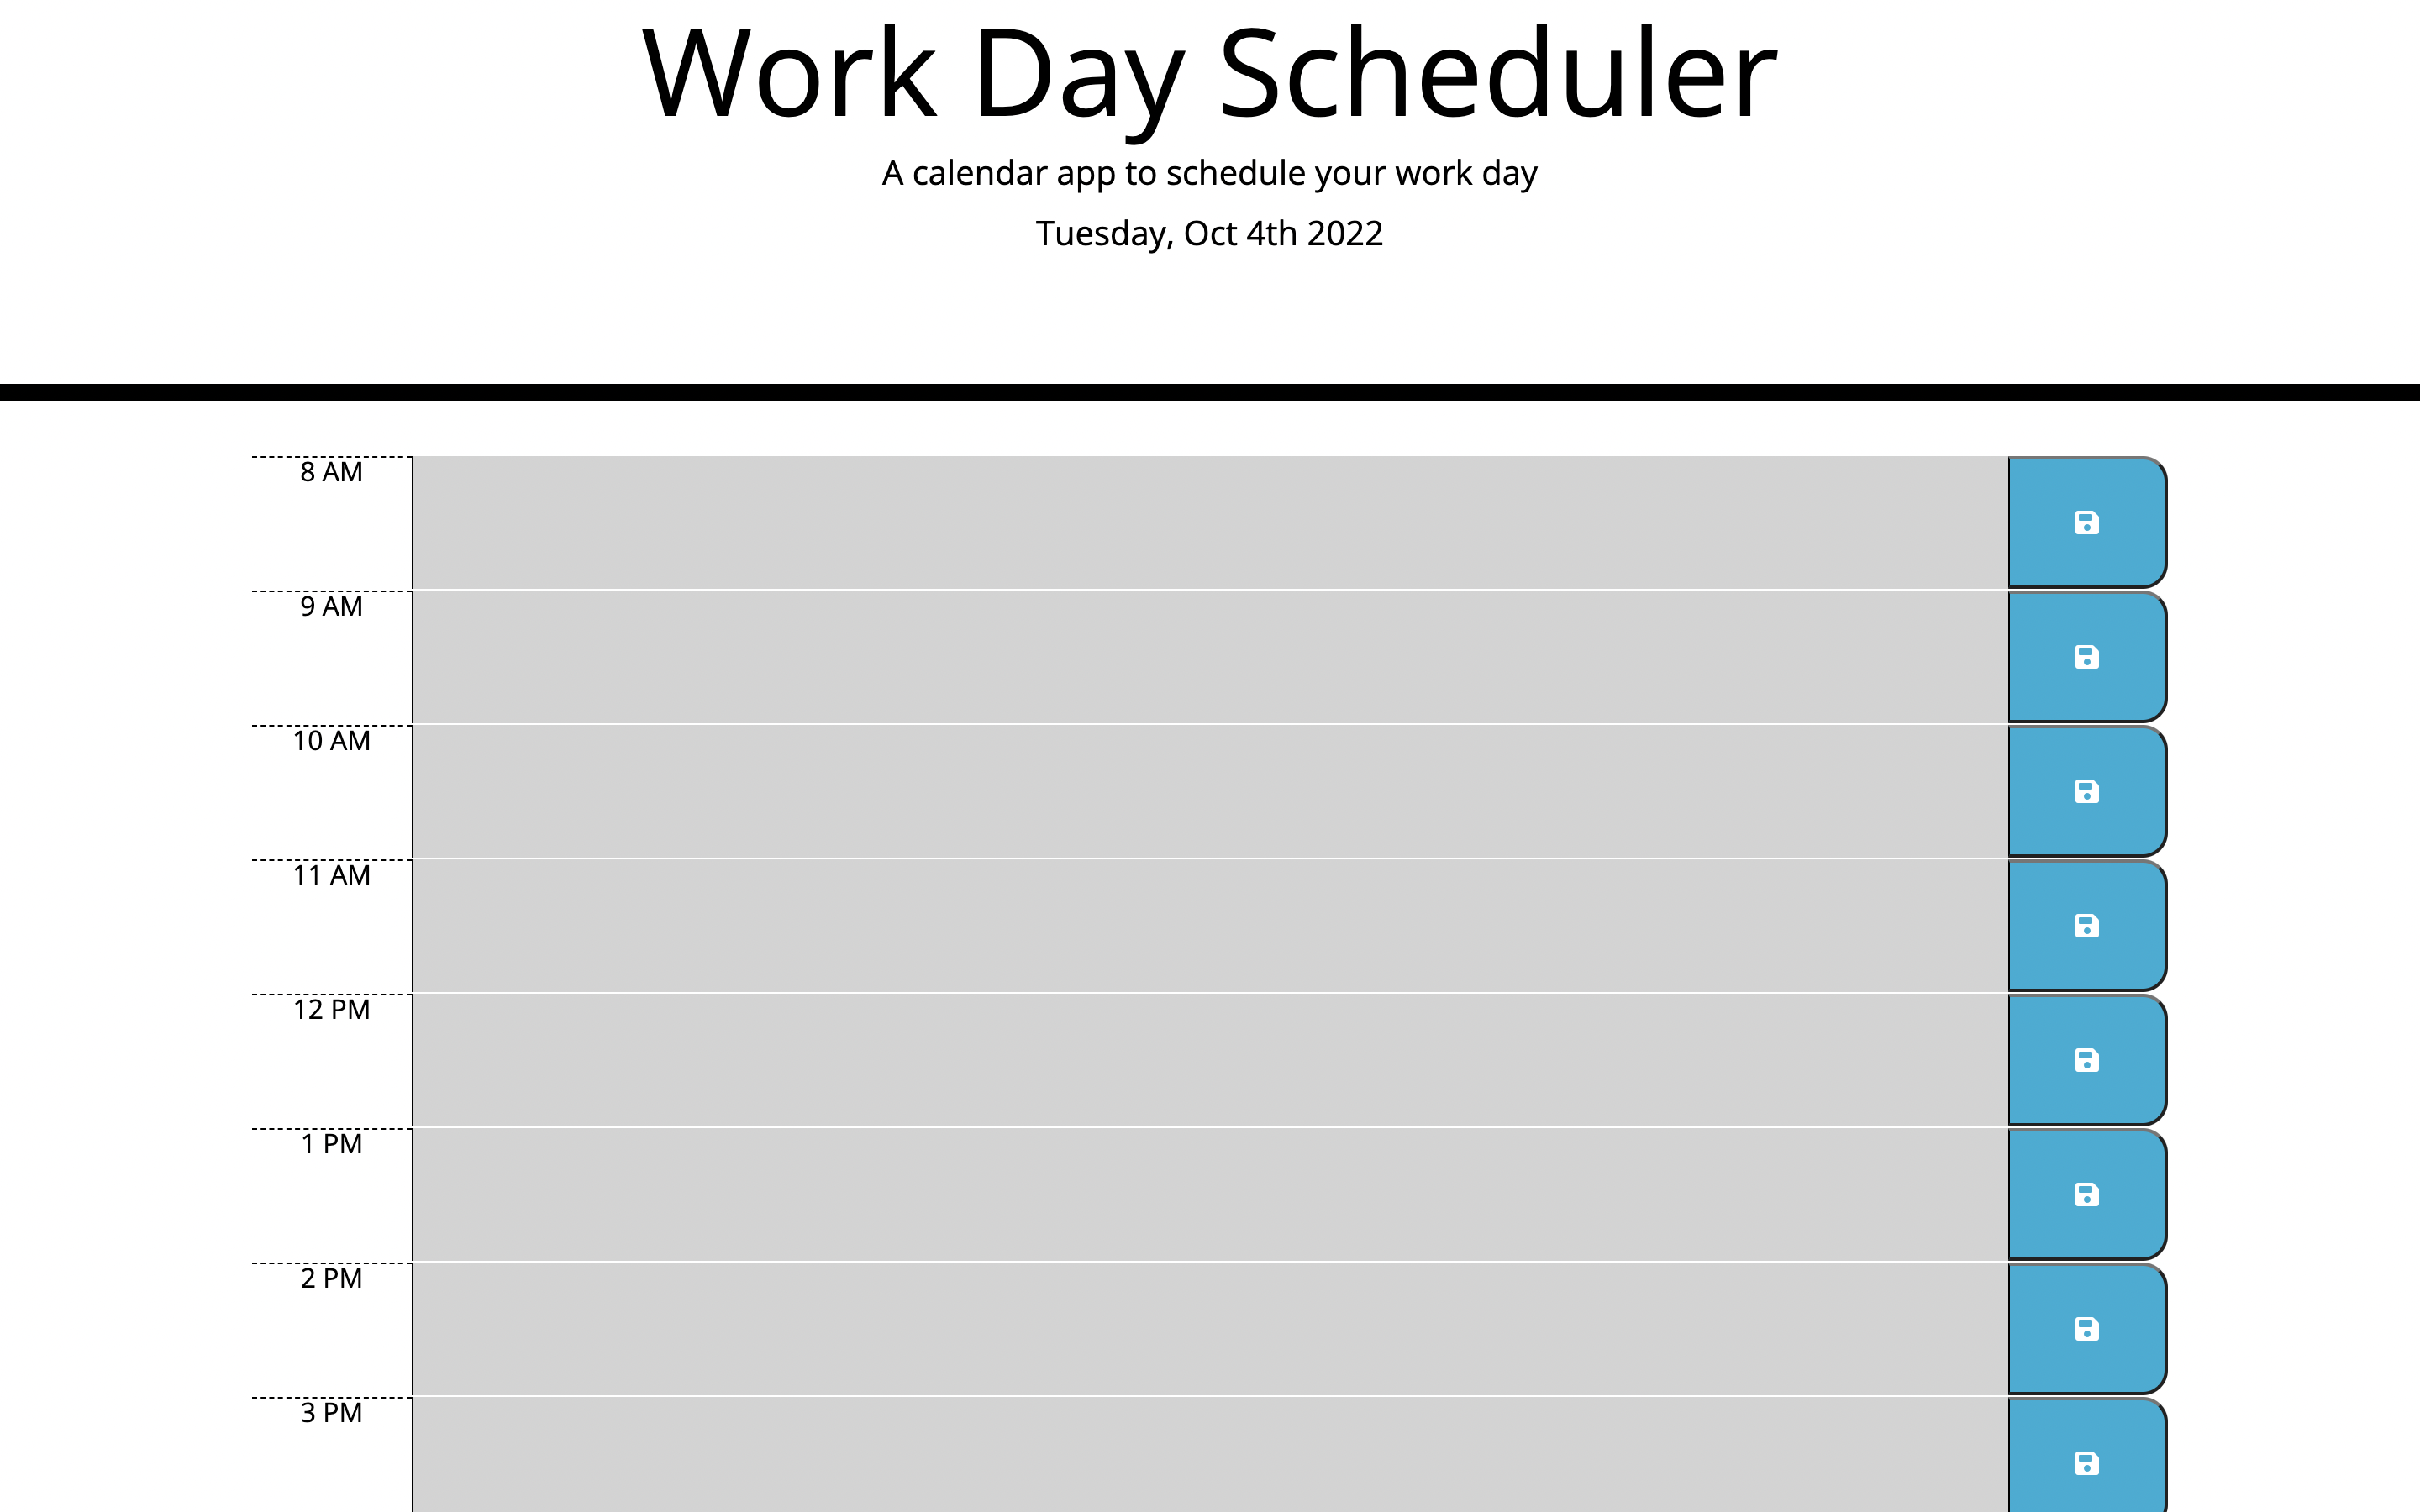 Work Day Scheduler
A calendar app to schedule your work day
Tuesday, Oct 4th 2022
8 AM
9 AM
10 AM
11 AM
12 PM
1 PM
2 PM
3 PM